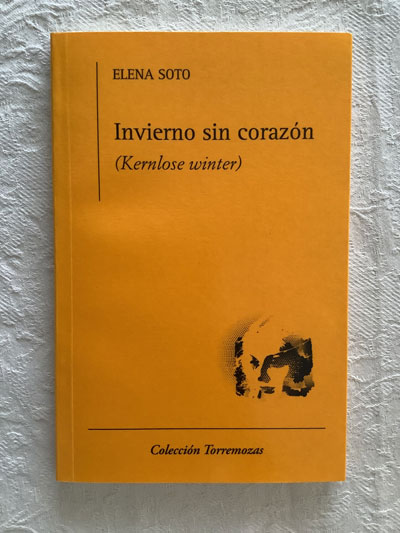 ELENA SOTO
Invierno sin corazón
(Kernlose winter)
Colección Torremozas